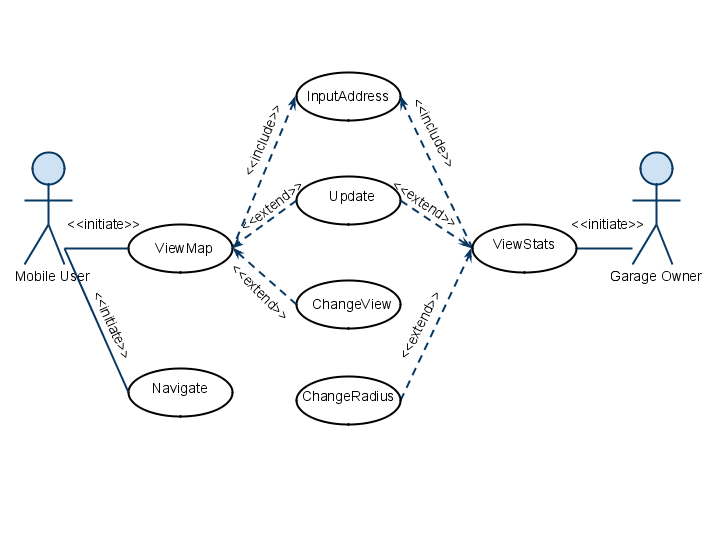 InputAddress
<<include>>
<<include>>
Update
<<extend>>
<<extend>>
<<initiate>>
<<initiate>>
ViewMap
ViewStats
Mobile User
Garage Owner
<<extend>>
ChangeView
<<initiate>>
<<extend>>
Navigate
ChangeRadius